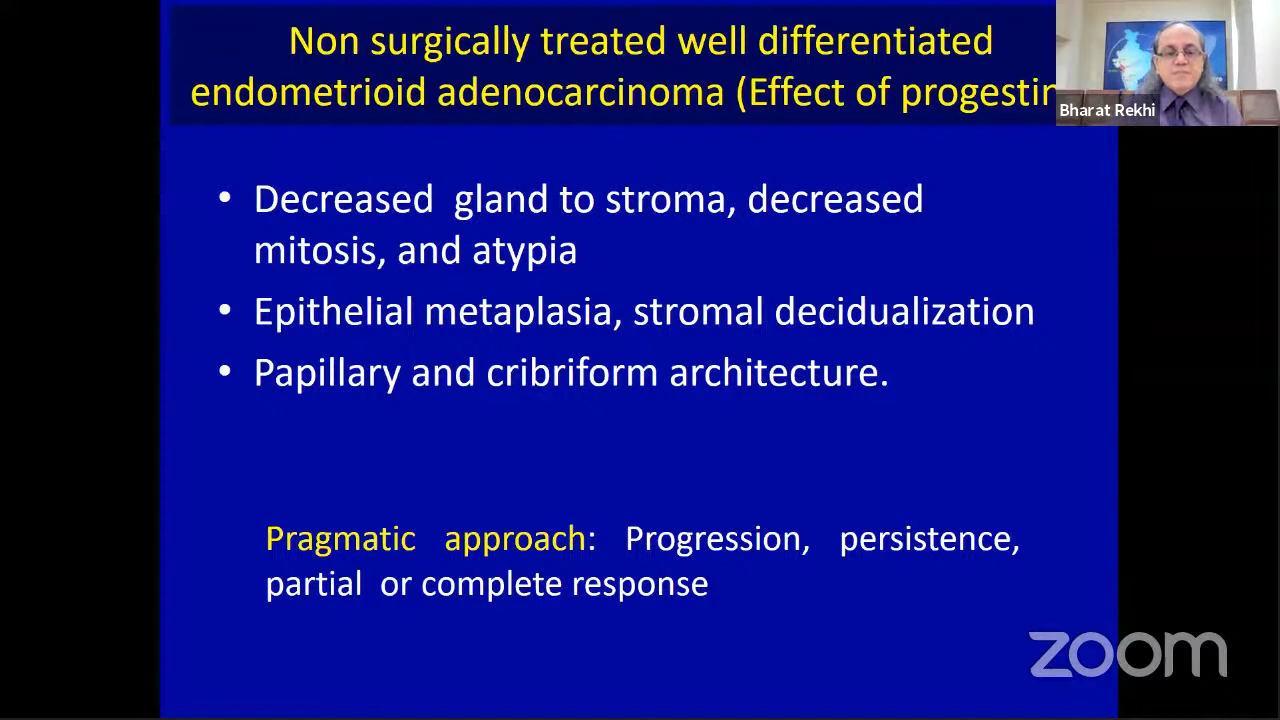 Non surgically treated well differentiated
endometrioid adenocarcinoma (Effect of progestin
Bharat Rekhi
• Decreased gland to stroma, decreased
mitosis, and atypia
• Epithelial metaplasia, stromal decidualization
• Papillary and cribriform architecture.
Pragmatic approach: Progression, persistence,
partial or complete response
zoom